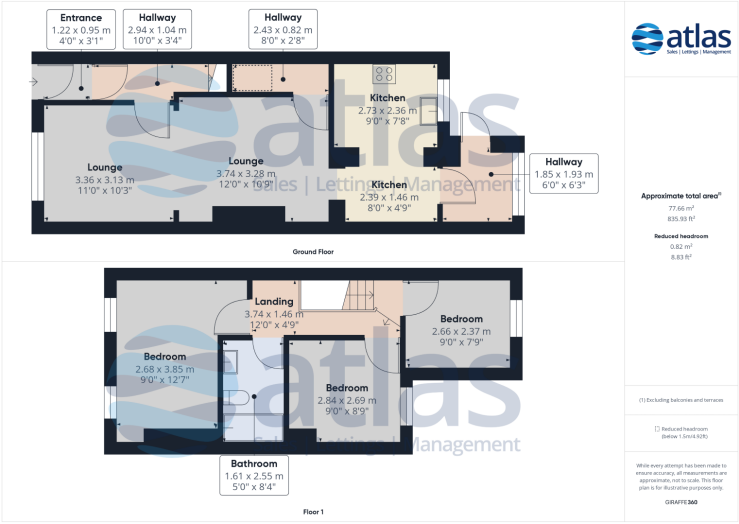 Entrance
1.22 x 0.95 m
4'0" x 3'1"
Hallway
2.94 x 1.04 m
10'0" x 3'4"
Hallway
2.43 x 0.82 m
8'0" x 2'8"
Kitchen
2.73 x 2.36 m
9'0" x 7'8"
Lounge
3.36 x 3.13 m
11'0" x 10'3"
Lounge
3.74 x 3.28 m
12'0" x 10'9"
Kitchen
2.39 x 1.46 m
8'0" x 4'9"
Hallway
1.85 x 1.93 m
6'0" x 6'3"
atlas
Sales | Lettings | Management
Ground Floor
Landing
3.74 x 1.46 m
12'0" x 4'9"
Bedroom
2.66 x 2.37 m
9'0" x 7'9"
Bedroom
2.68 x 3.85 m
9'0" x 12'7"
Bedroom
2.84 x 2.69 m
9'0" x 8'9"
atlas
Sales | Lettings | Management
Bathroom
1.61 x 2.55 m
5'0" x 8'4"
Floor 1
atlas
Sales | Lettings | Management
Approximate total area(1)
77.66 m²
835.93 ft²
Reduced headroom
0.82 m²
8.83 ft²
(1) Excluding balconies and terraces
Reduced headroom
(below 1.5m/4.92ft)
While every attempt has been made to
ensure accuracy, all measurements are
approximate, not to scale. This floor
plan is for illustrative purposes only.
GIRAFFE360